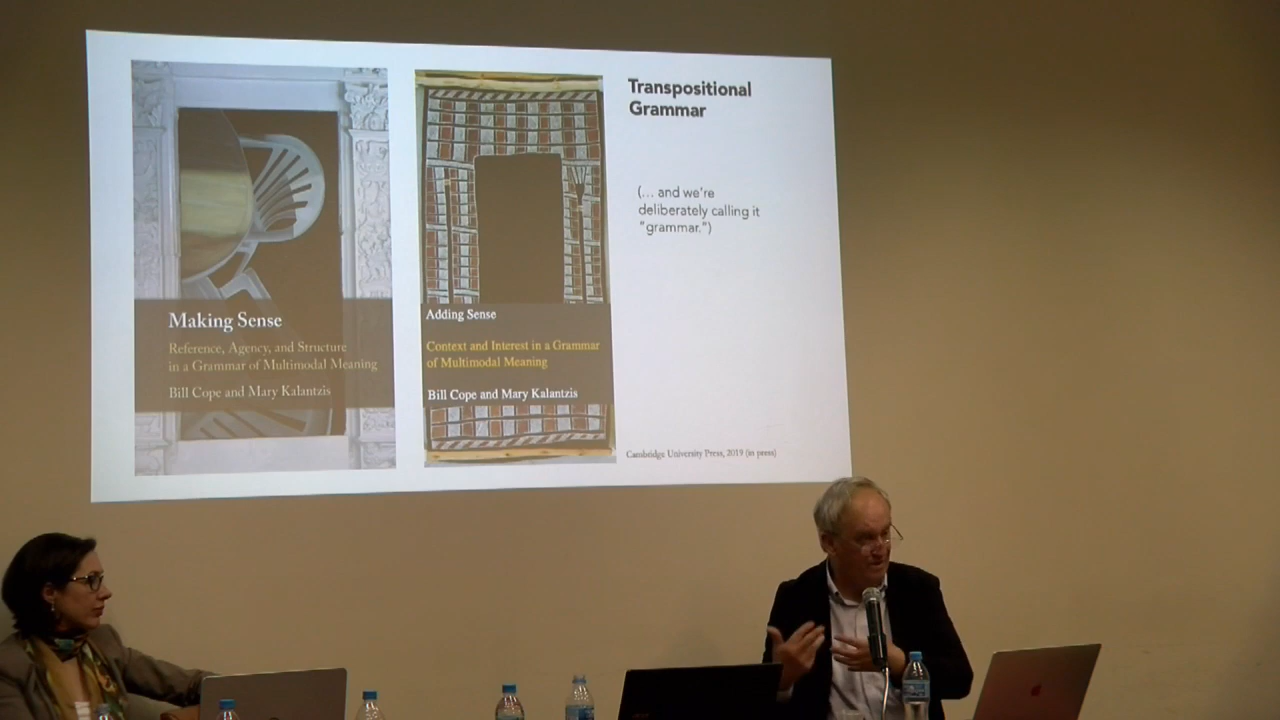 Making Sense
Reference, Agency, and Structure
in a Grammar of Multimodal Meaning
Bill Cope and Mary Kalantzis
Adding Sense
Context and Interest in a Grammar
of Multimodal Meaning
Bill Cope and Mary Kalantzis
Transpositional
Grammar
(... and we're
deliberately calling it
"grammar.")
Cambridge University Press, 2019 (in press)